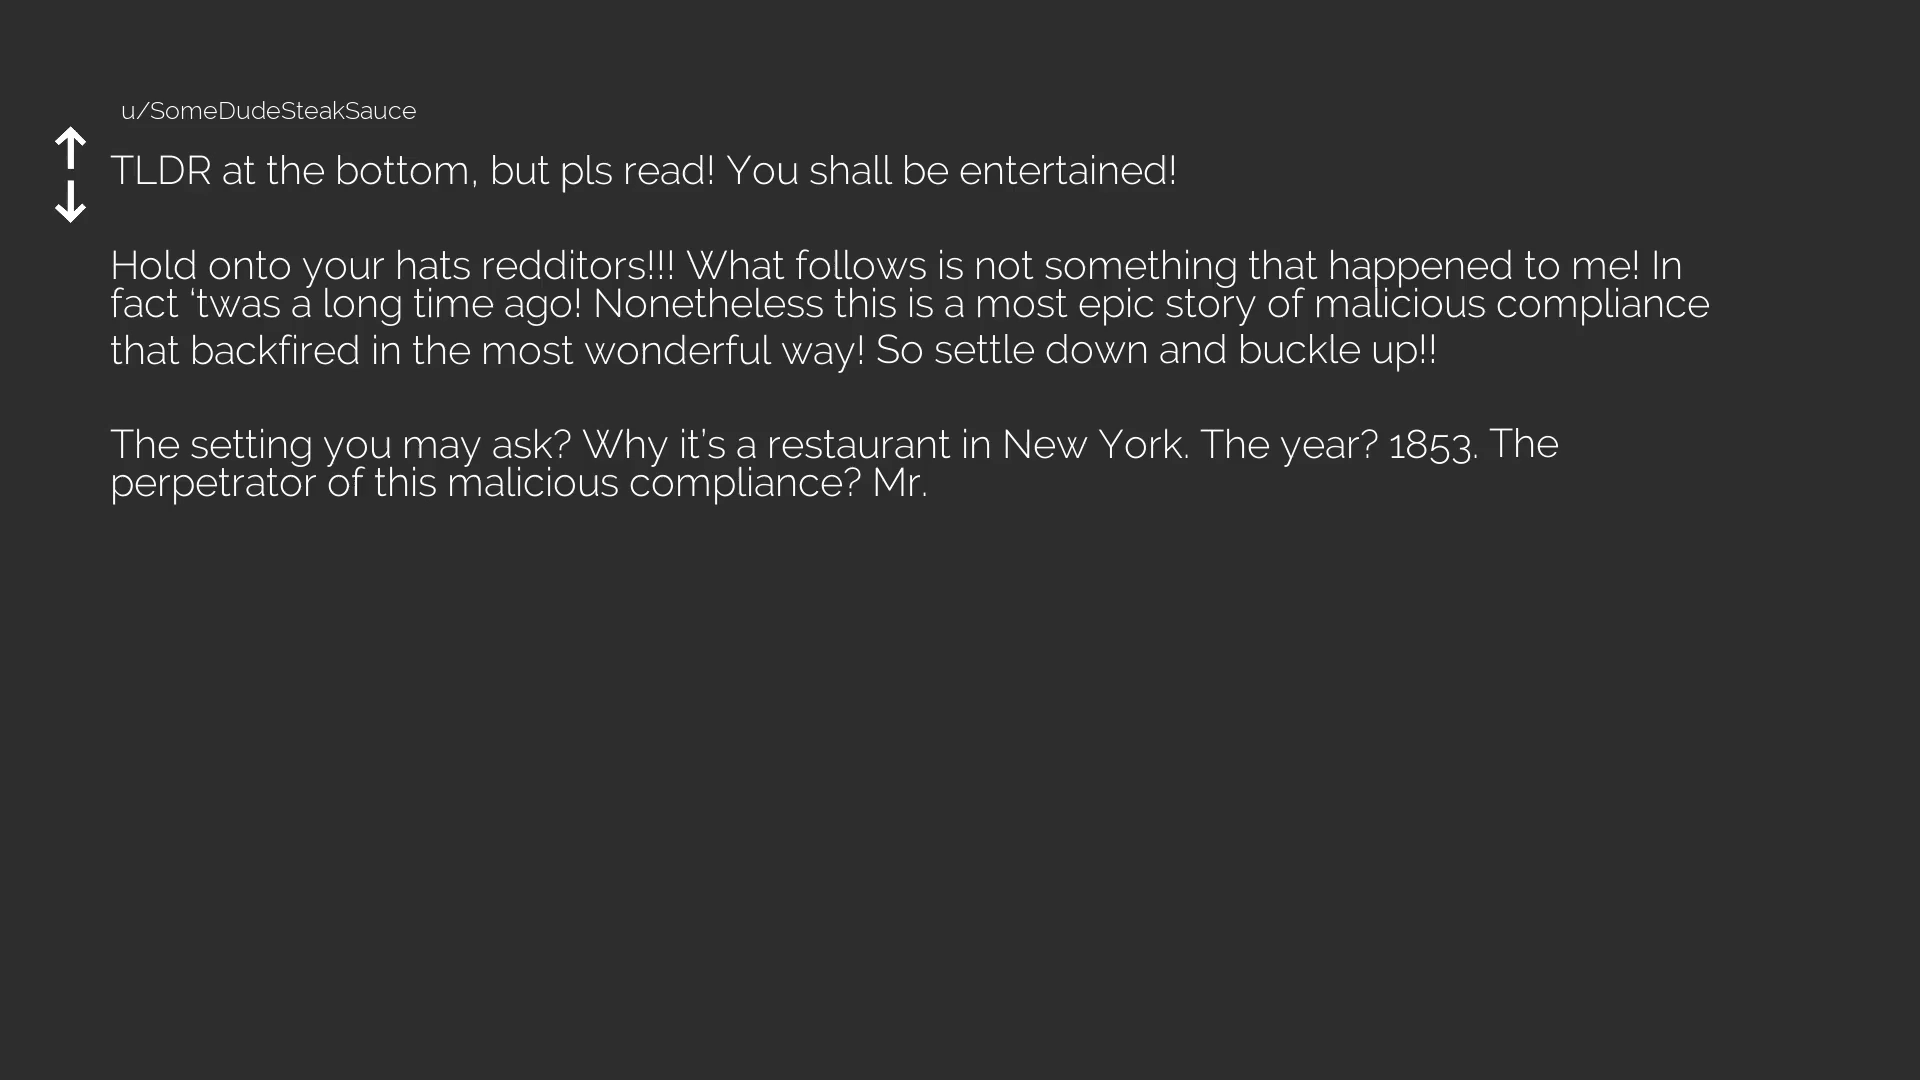 u/SomeDudeSteakSauce
TLDR at the bottom, but pls read! You shall be entertained!
Hold onto your hats redditors!!! What follows is not something that happened to me! In
fact ‘twas a long time ago! Nonetheless this is a most epic story of malicious compliance
that backfired in the most wonderful way! So settle down and buckle up!!
The setting you may ask? Why it’s a restaurant in New York. The year? 1853. The
perpetrator of this malicious compliance? Mr.